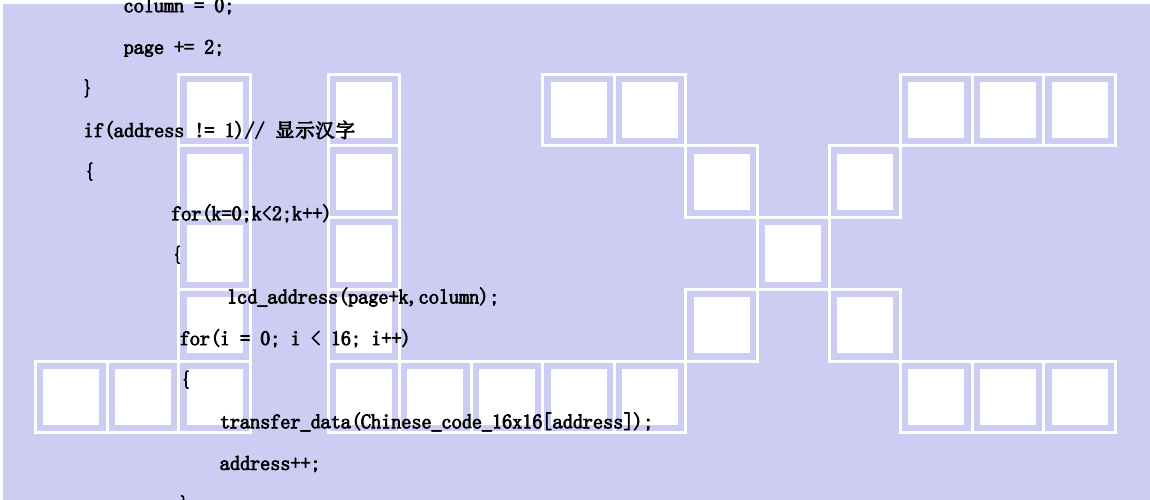 column = 0;
page += 2;
}
if(address != 1)// 显示汉字
{
for(k=0;k<2;k++)
{
lcd_address(page+k,column);
for(i = 0; i < 16; i++)
{
transfer_data(Chinese_code_16x16[address]);
address++;
}